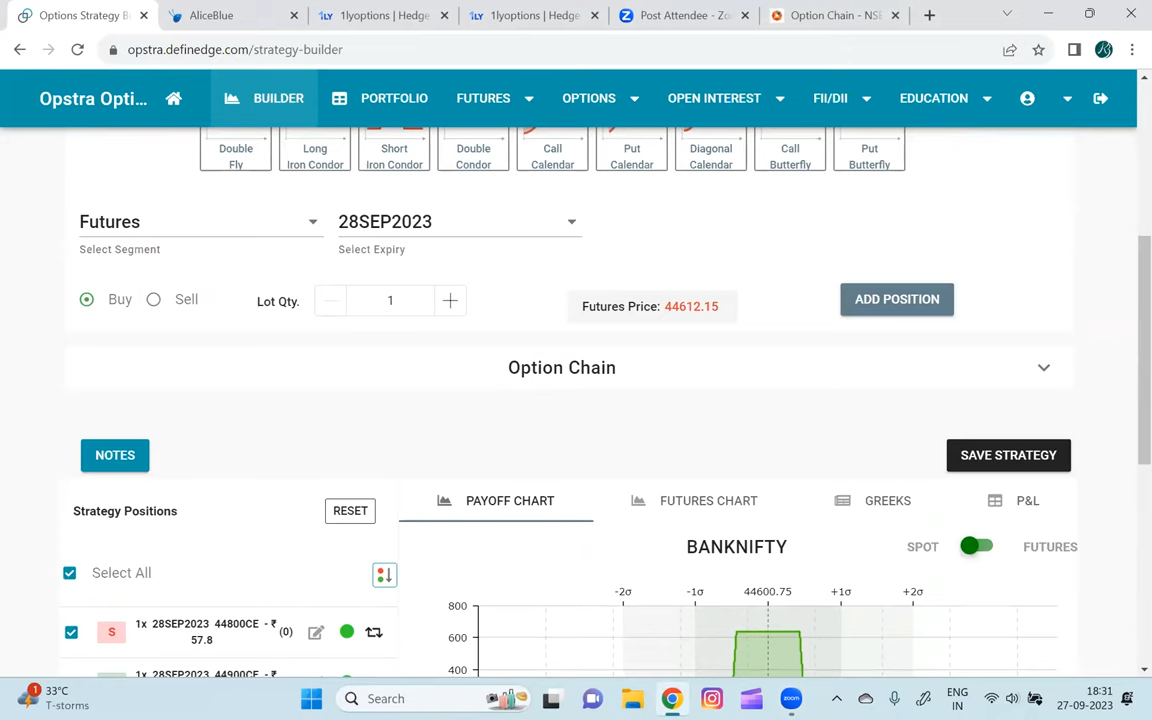 Options Strategy B
AliceBlue
1lyoptions | Hedge
1lyoptions | Hedge
Post Attendee - Zo
Option Chain - NSE
opstra.definedge.com/strategy-builder
Opstra Opti...
BUILDER
PORTFOLIO
FUTURES
OPTIONS
OPEN INTEREST
FII/DII
EDUCATION
Double
Fly
Long
Iron Condor
Short
Iron Condor
Double
Condor
Call
Calendar
Put
Calendar
Diagonal
Calendar
Call
Butterfly
Put
Butterfly
Futures
28SEP2023
Select Segment
Select Expiry
Buy
Sell
Lot Qty.
1
Futures Price: 44612.15
ADD POSITION
Option Chain
NOTES
SAVE STRATEGY
Strategy Positions
RESET
PAYOFF CHART
FUTURES CHART
GREEKS
P&L
BANKNIFTY
SPOT
FUTURES
Select All
-2σ
-1σ
44600.75
+1σ
+2σ
800
600
400
S
1x 28SEP2023 44800CE - ₹
57.8
(0)
1x 28SEP2023 44900CE - ₹
1
33°C
T-storms
Search
zoom
ENG
IN
18:31
27-09-2023